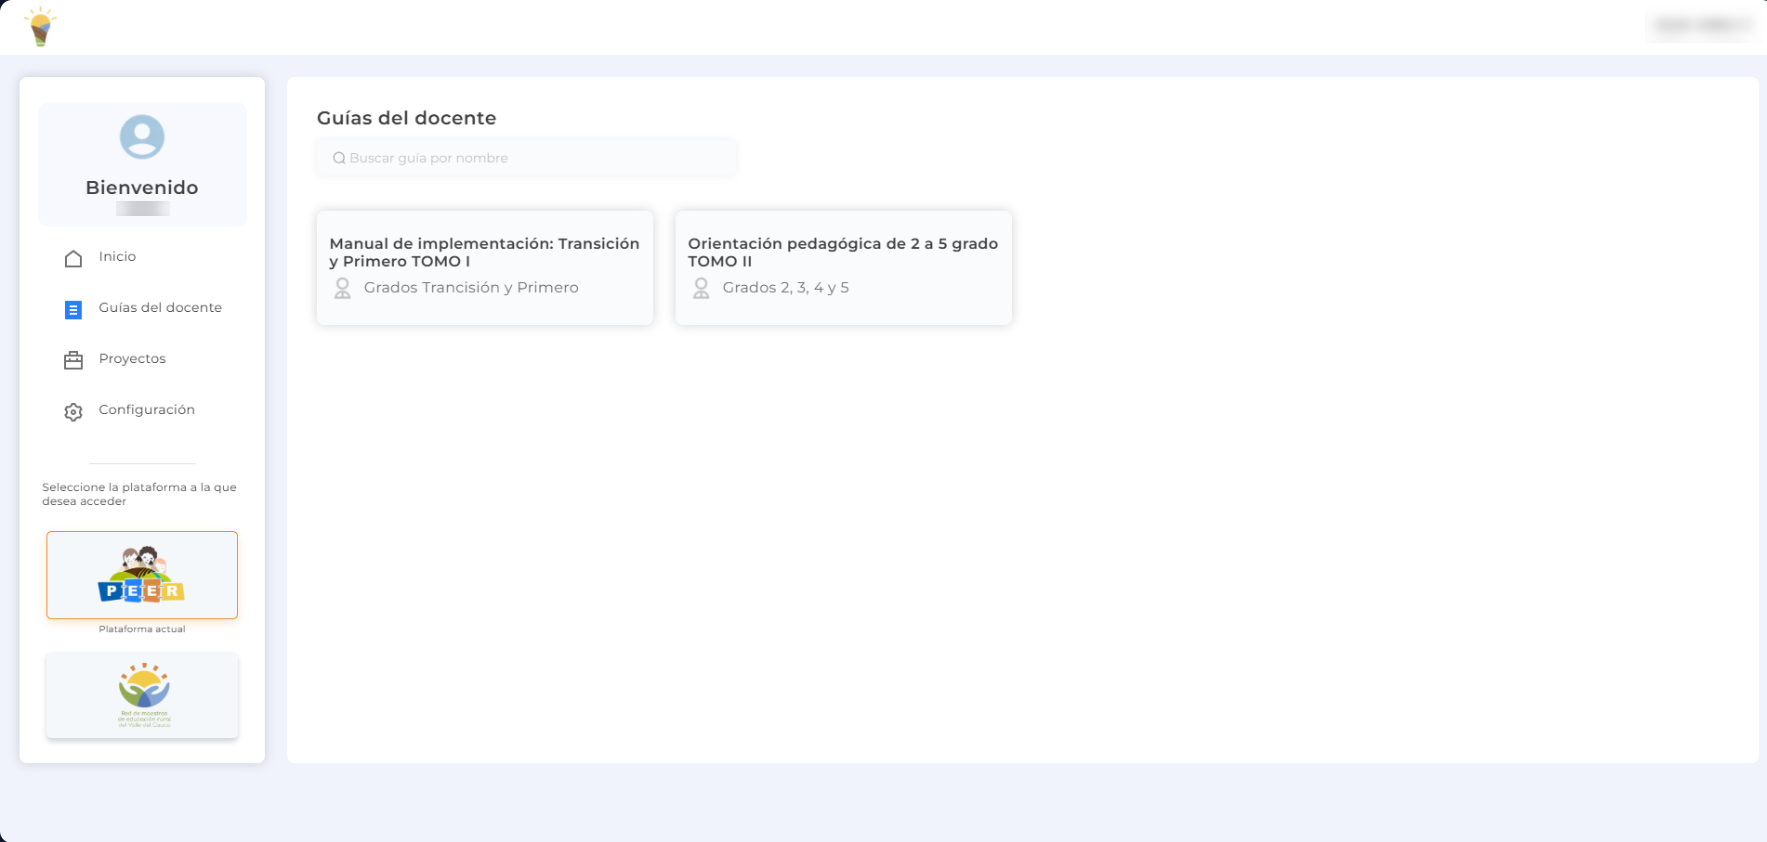 Bienvenido
Inicio
Guías del docente
Proyectos
Configuración
Seleccione la plataforma a la que
desea acceder
PEER
Plataforma actual
Red de maestros
de educación rural
del Valle del Cauca
Guías del docente
Buscar guía por nombre
Manual de implementación: Transición
y Primero TOMO I
Grados Trancisión y Primero
Orientación pedagógica de 2 a 5 grado
TOMO II
Grados 2, 3, 4 y 5